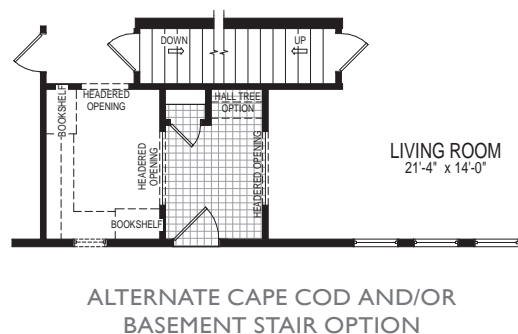 DOWN
UP
HEADERED
OPENING
HALL TREE
OPTION
BOOKSHELF
HEADERED
OPENING
HEADERED OPENING
LIVING ROOM
21'-4" x 14'-0"
BOOKSHELF
ALTERNATE CAPE COD AND/OR
BASEMENT STAIR OPTION